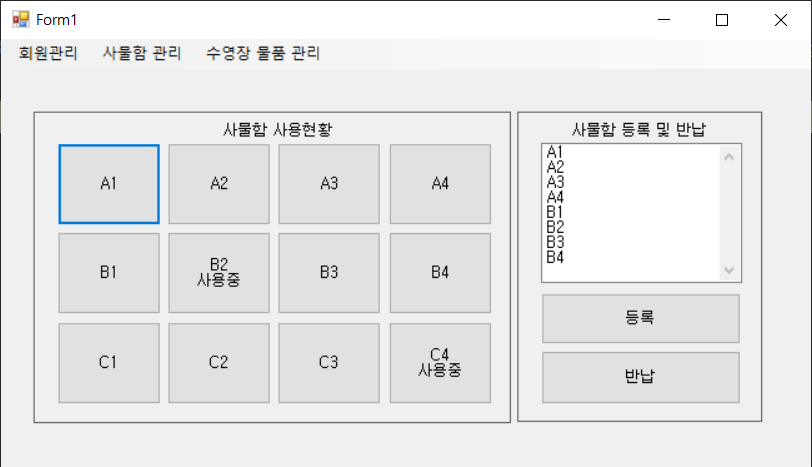 Form1
회원관리 사물함 관리 수영장 물품 관리
사물함 사용현황
A1 A2 A3 A4
B1 B2 B3 B4
사용중
C1 C2 C3 C4
사용중
사물함 등록 및 반납
A1
A2
A3
A4
B1
B2
B3
B4
등록
반납